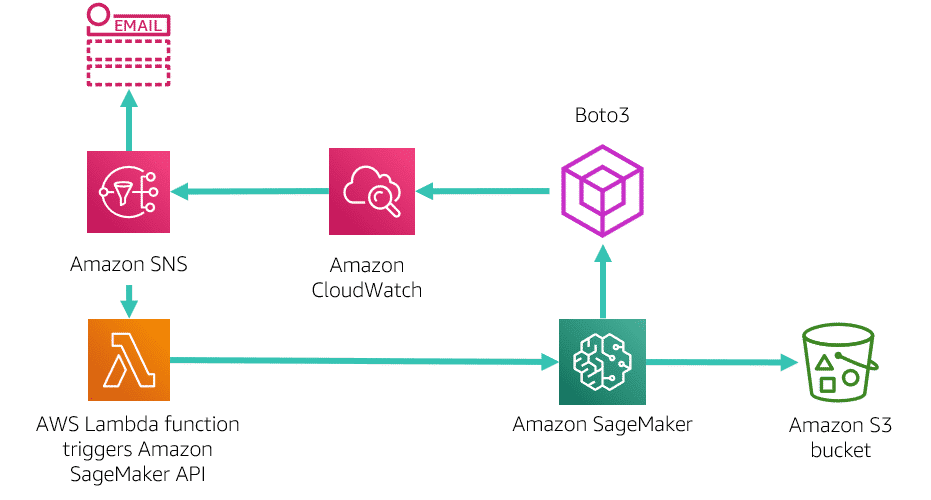 EMAIL
Boto3
Amazon SNS
Amazon
CloudWatch
AWS Lambda function
triggers Amazon
SageMaker API
Amazon SageMaker
Amazon S3
bucket